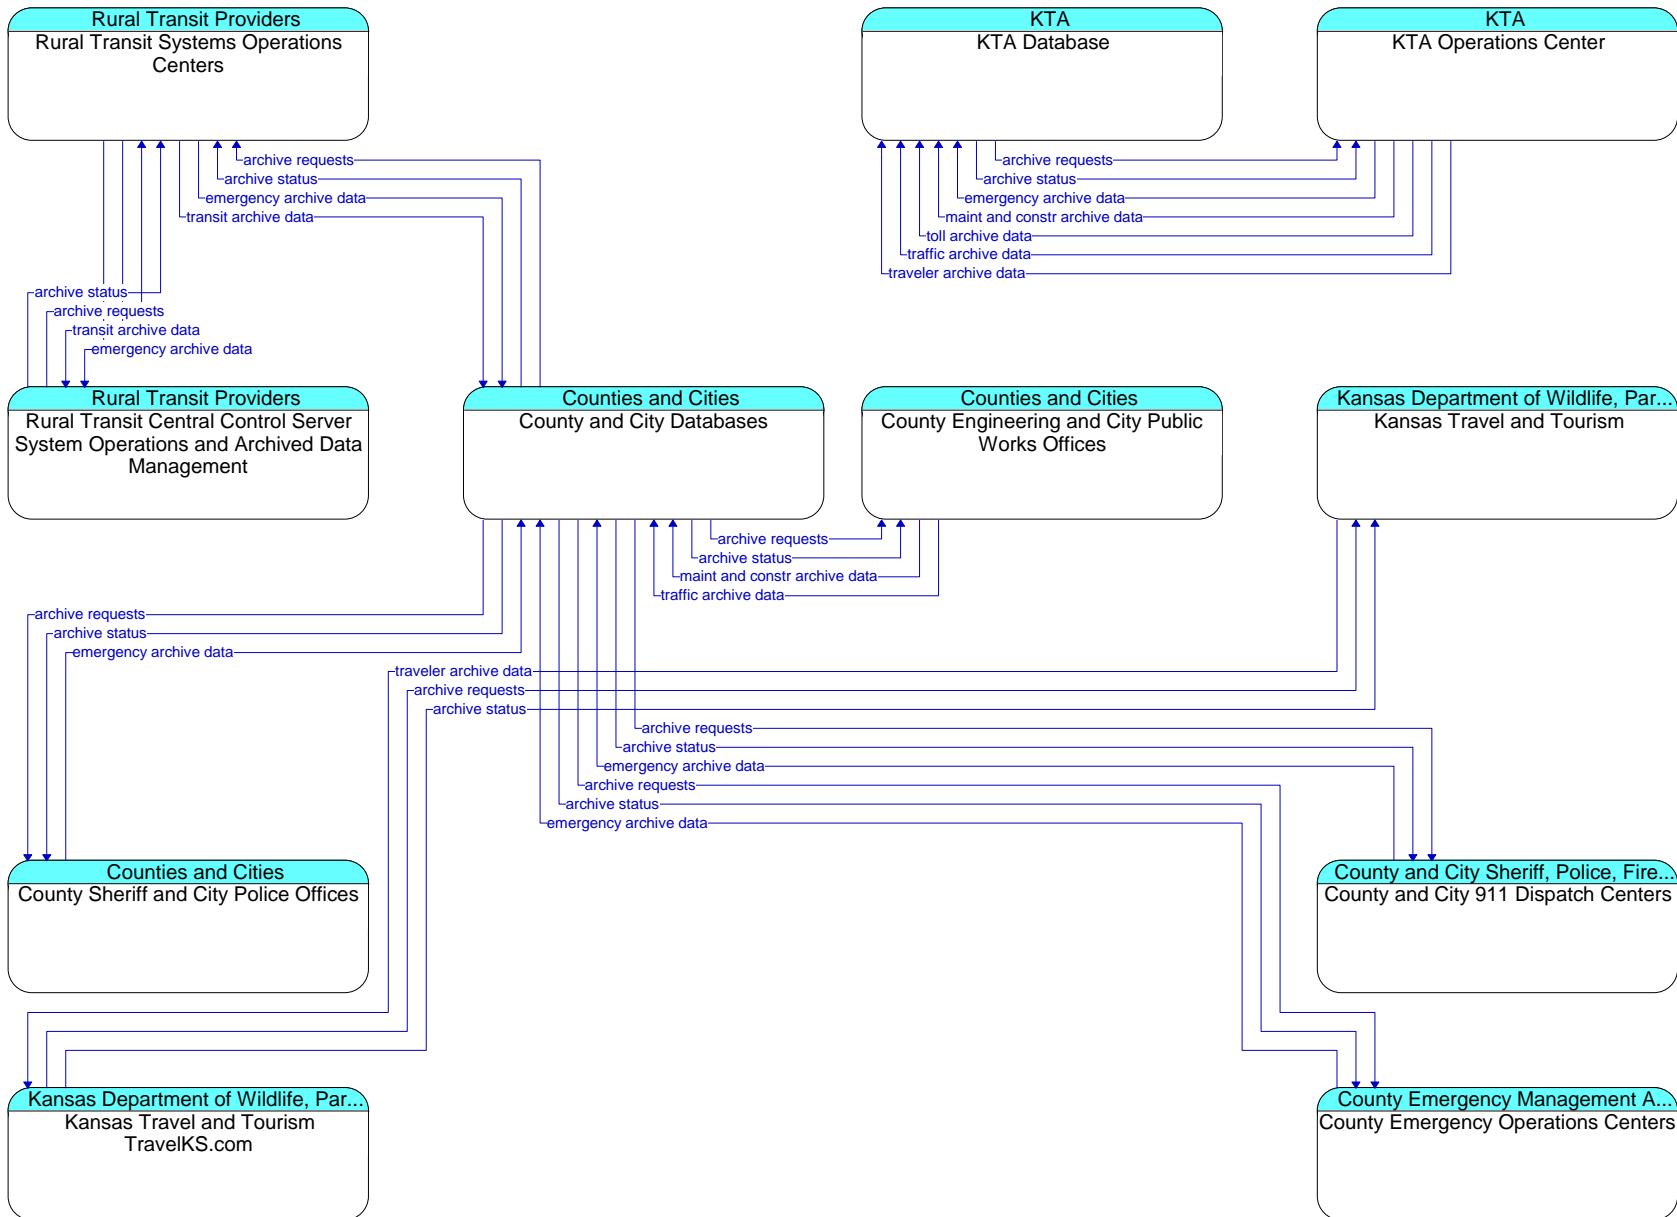 Rural Transit Providers
Rural Transit Systems Operations
Centers
KTA
KTA Database
KTA
KTA Operations Center
archive requests
archive status
emergency archive data
transit archive data
archive requests
archive status
emergency archive data
maint and constr archive data
toll archive data
traffic archive data
traveler archive data
archive status
archive requests
transit archive data
emergency archive data
Rural Transit Providers
Rural Transit Central Control Server
System Operations and Archived Data
Management
Counties and Cities
County and City Databases
Counties and Cities
County Engineering and City Public
Works Offices
Kansas Department of Wildlife, Par...
Kansas Travel and Tourism
archive requests
archive status
maint and constr archive data
traffic archive data
archive requests
archive status
emergency archive data
traveler archive data
archive requests
archive status
archive requests
archive status
emergency archive data
archive requests
archive status
emergency archive data
Counties and Cities
County Sheriff and City Police Offices
County and City Sheriff, Police, Fire...
County and City 911 Dispatch Centers
Kansas Department of Wildlife, Par...
Kansas Travel and Tourism
TravelKS.com
County Emergency Management A...
County Emergency Operations Centers